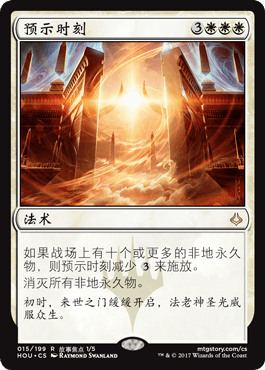 预示时刻 3
法术
如果战场上有十个或更多的非地永久
物，则预示时刻减少 3 来施放。
消灭所有非地永久物。
初时，来世之门缓缓开启，法老神圣光威
服众生。
015/199 R 故事焦点 1/5 mtgstory.com/cs
HOU • CS RAYMOND SWANLAND ™ & © 2017 Wizards of the Coast